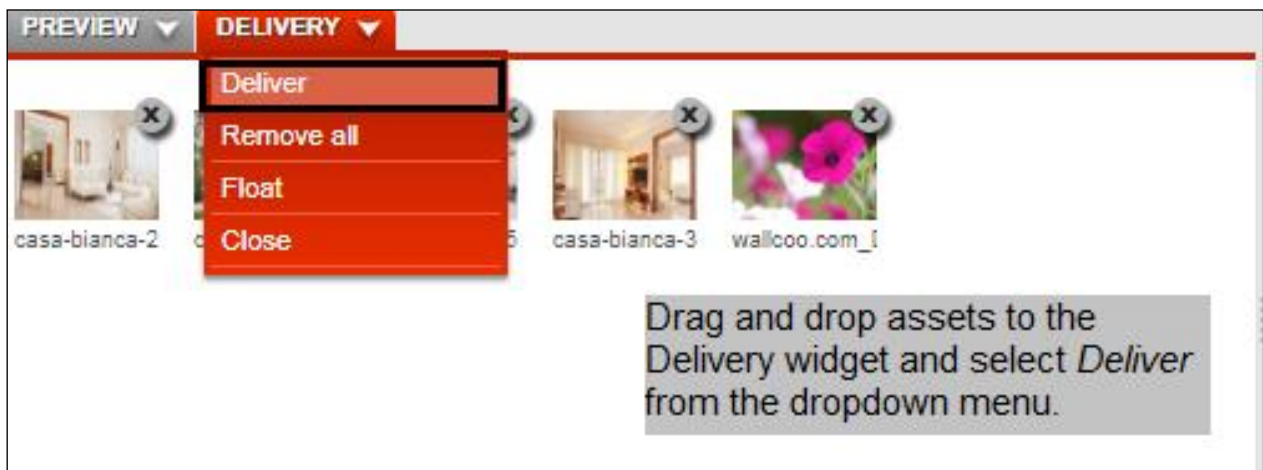 PREVIEW DELIVERY
Deliver
Remove all
Float
Close
casa-bianca-2 casa-bianca-3 wallcoo.com_
Drag and drop assets to the
Delivery widget and select Deliver
from the dropdown menu.